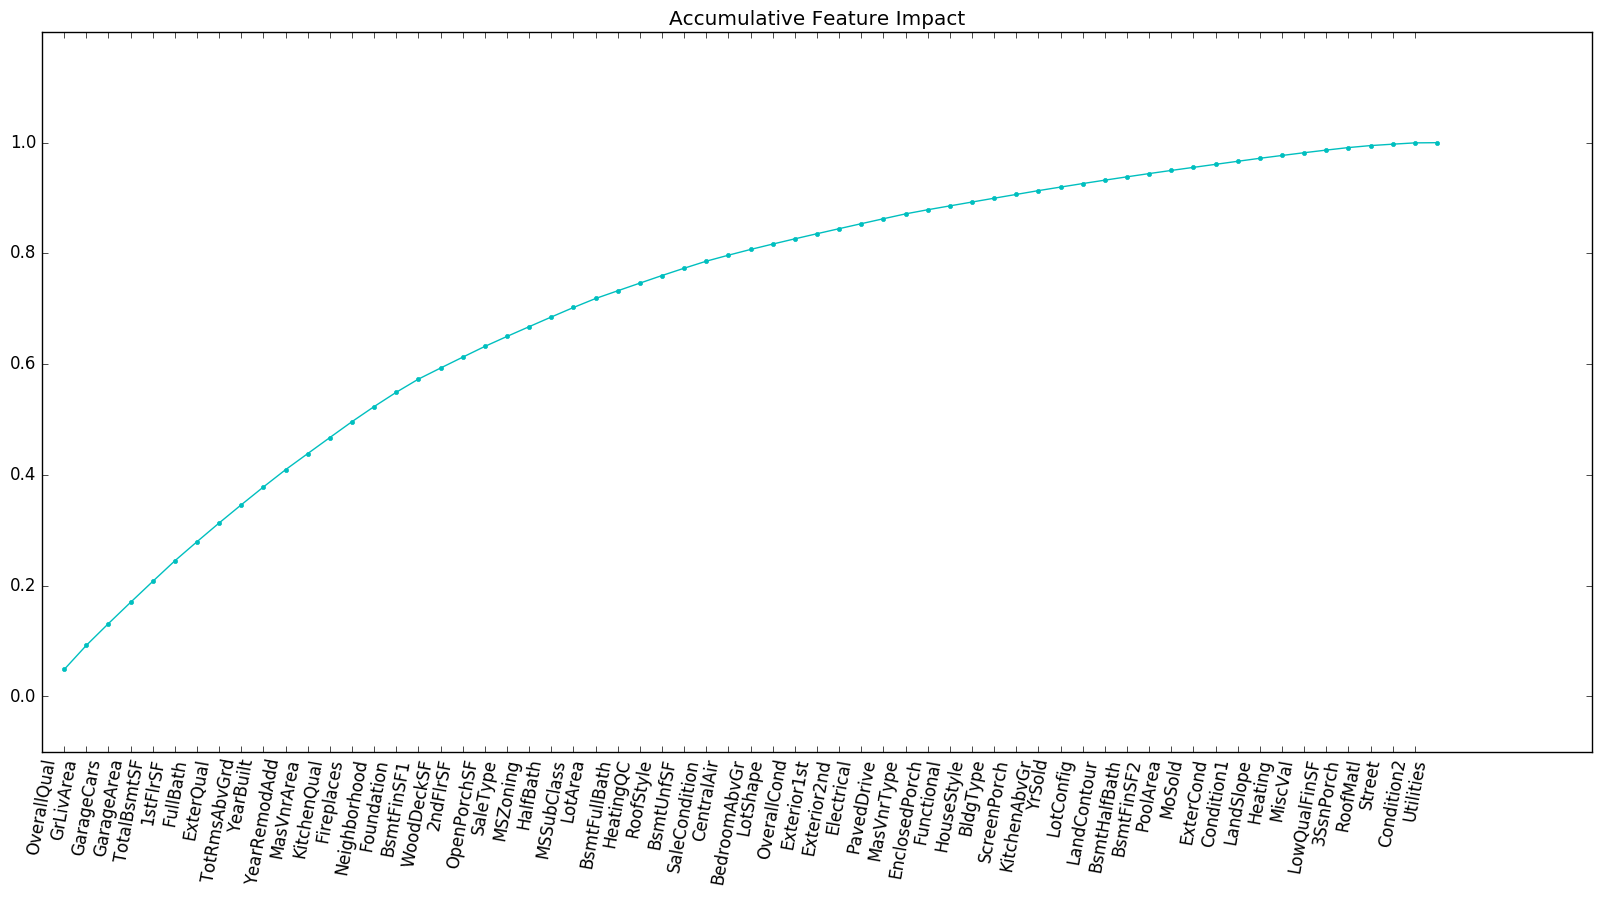 Accumulative Feature Impact
1.0
0.8
0.6
0.4
0.2
0.0
OverallQual
GrLivArea
GarageCars
GarageArea
TotalBsmtSF
1stFlrSF
FullBath
ExterQual
TotRmsAbvGrd
YearBuilt
YearRemodAdd
MasVnrArea
KitchenQual
Fireplaces
Neighborhood
Foundation
BsmtFinSF1
WoodDeckSF
2ndFlrSF
OpenPorchSF
SaleType
MSZoning
HalfBath
MSSubClass
LotArea
BsmtFullBath
HeatingQC
RoofStyle
BsmtUnfSF
SaleCondition
CentralAir
BedroomAbvGr
LotShape
OverallCond
Exterior1st
Exterior2nd
Electrical
PavedDrive
MasVnrType
EnclosedPorch
Functional
HouseStyle
BldgType
ScreenPorch
KitchenAbvGr
YrSold
LotConfig
LandContour
BsmtHalfBath
BsmtFinSF2
PoolArea
MoSold
ExterCond
Condition1
LandSlope
Heating
MiscVal
LowQualFinSF
3SsnPorch
RoofMatl
Street
Condition2
Utilities